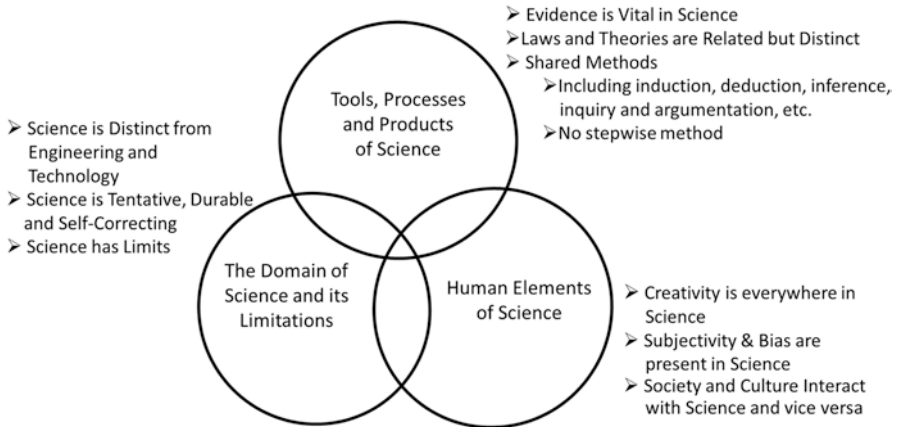 ➢ Evidence is Vital in Science
➢Laws and Theories are Related but Distinct
➢ Shared Methods
➢Including induction, deduction, inference,
inquiry and argumentation, etc.
➢No stepwise method
Tools, Processes
and Products
of Science
➢ Science is Distinct from
Engineering and
Technology
➢ Science is Tentative, Durable
and Self-Correcting
➢ Science has Limits
The Domain of
Science and its
Limitations
Human Elements
of Science
➢ Creativity is everywhere in
Science
➢ Subjectivity & Bias are
present in Science
➢ Society and Culture Interact
with Science and vice versa